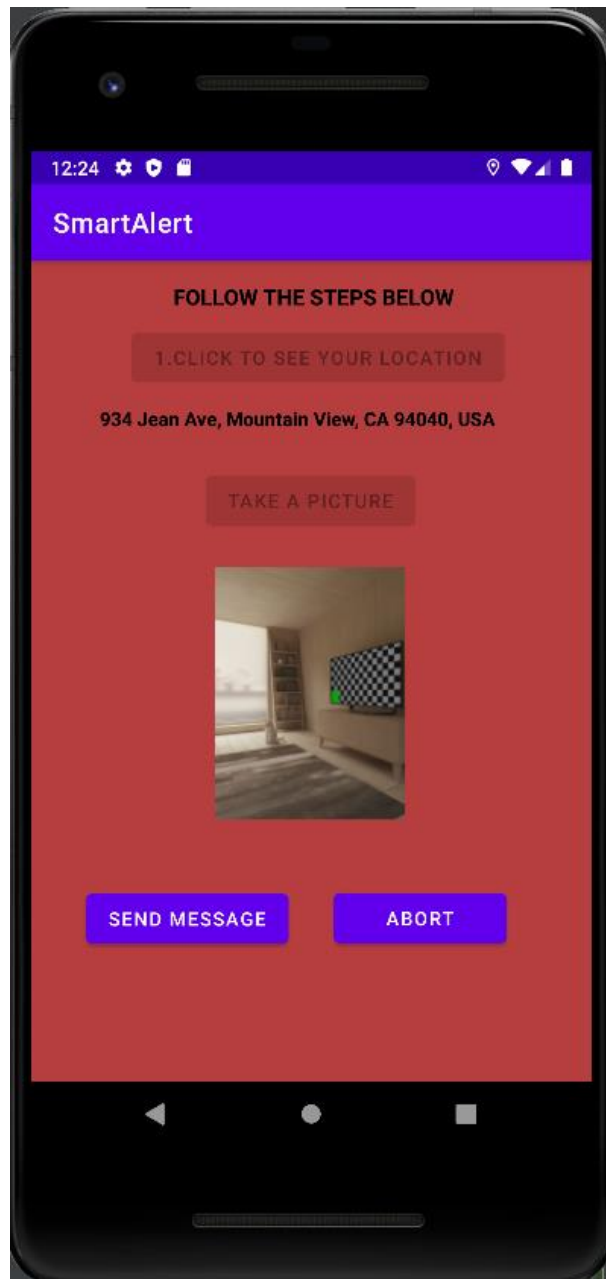 12:24
SmartAlert
FOLLOW THE STEPS BELOW
1.CLICK TO SEE YOUR LOCATION
934 Jean Ave, Mountain View, CA 94040, USA
TAKE A PICTURE
SEND MESSAGE ABORT